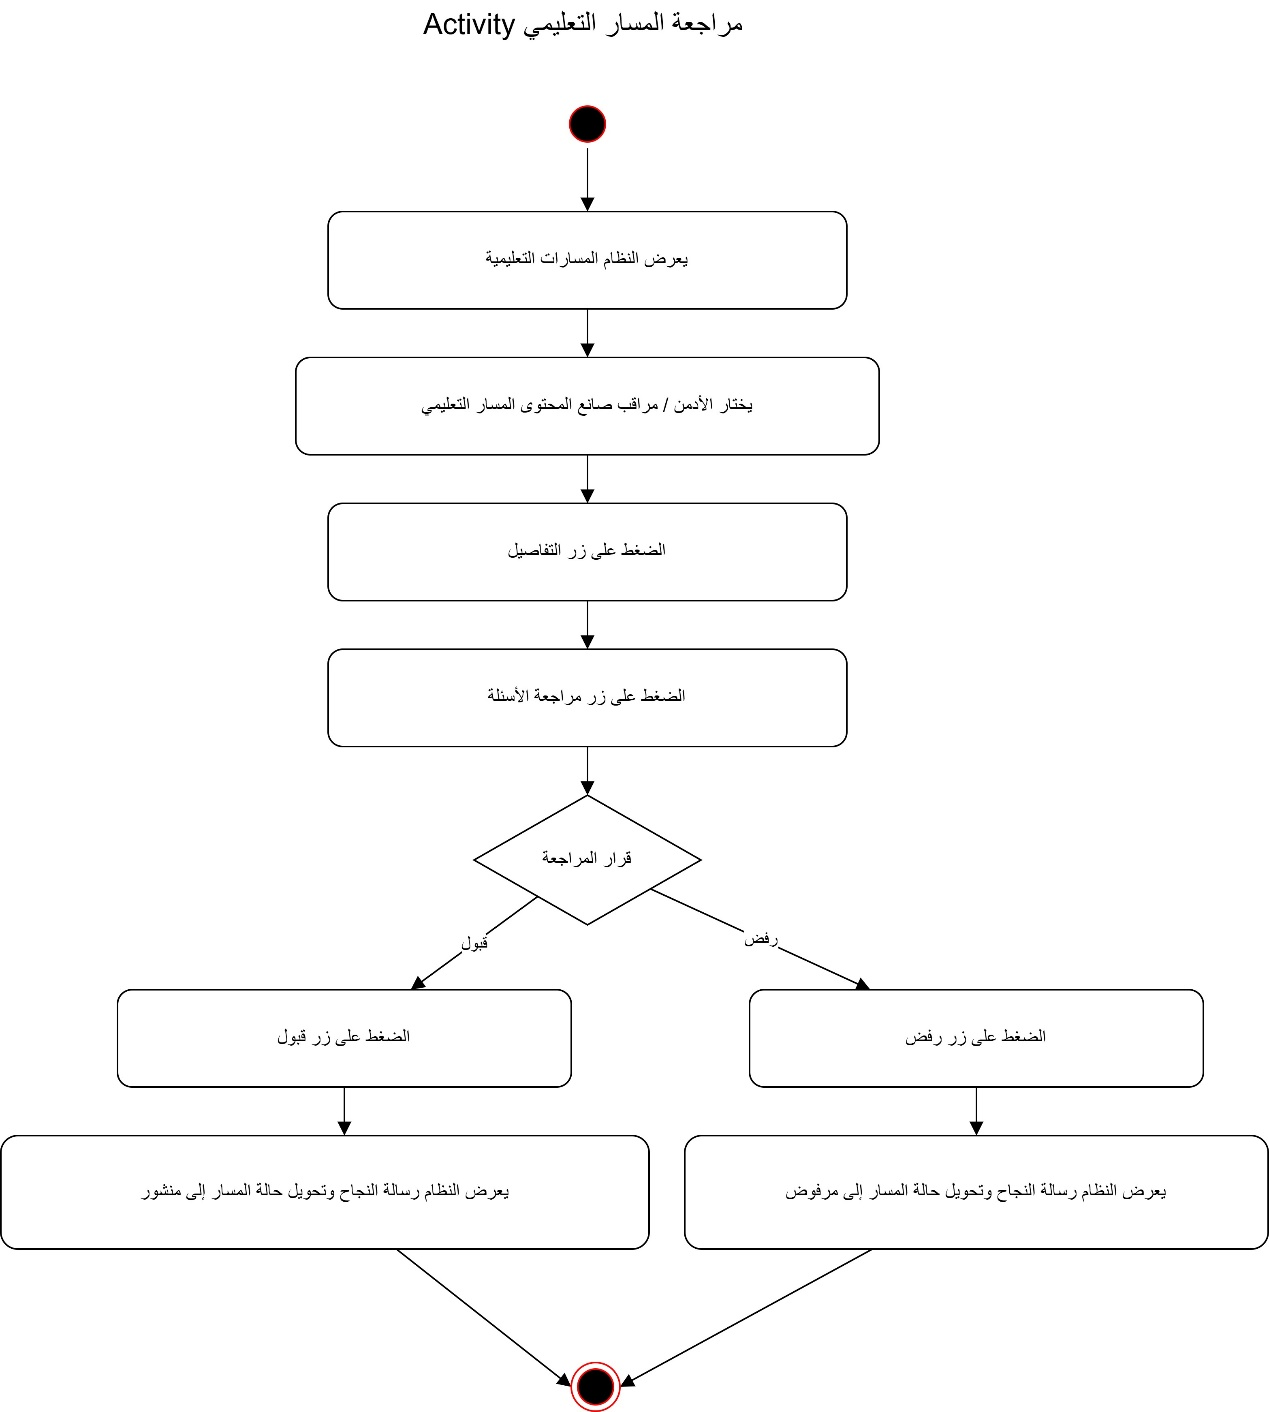 مراجعة المسار التعليمي Activity
يعرض النظام المسارات التعليمية
يختار الأدمن / مراقب صانع المحتوى المسار التعليمي
الضغط على زر التفاصيل
الضغط على زر مراجعة الأسئلة
قرار المراجعة
قبول
رفض
الضغط على زر قبول
الضغط على زر رفض
يعرض النظام رسالة النجاح وتحويل حالة المسار إلى منشور
يعرض النظام رسالة النجاح وتحويل حالة المسار إلى مرفوض